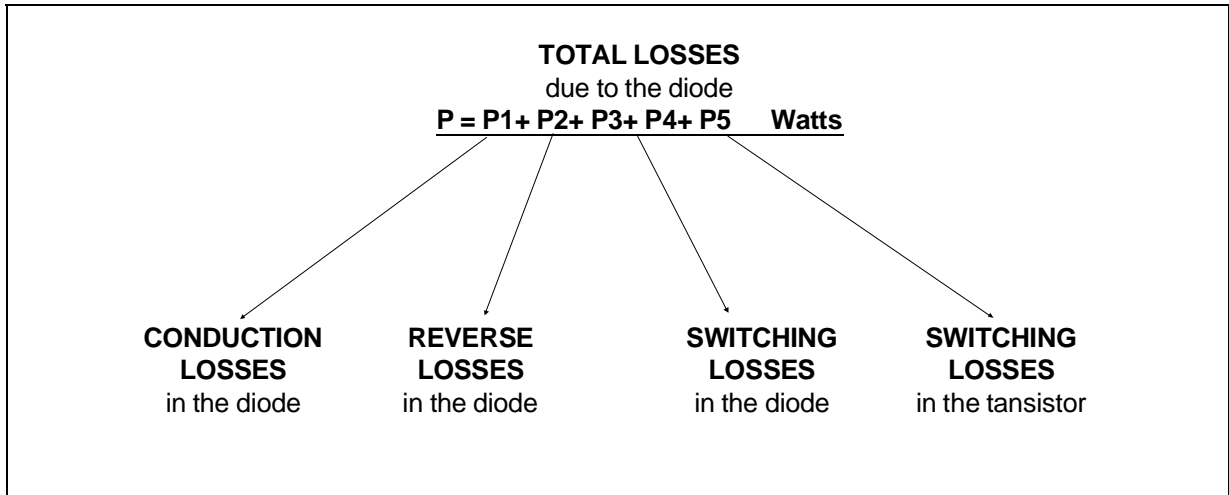 TOTAL LOSSES
due to the diode
P = P1+ P2+ P3+ P4+ P5 Watts
CONDUCTION
LOSSES
in the diode
REVERSE
LOSSES
in the diode
SWITCHING
LOSSES
in the diode
SWITCHING
LOSSES
in the tansistor